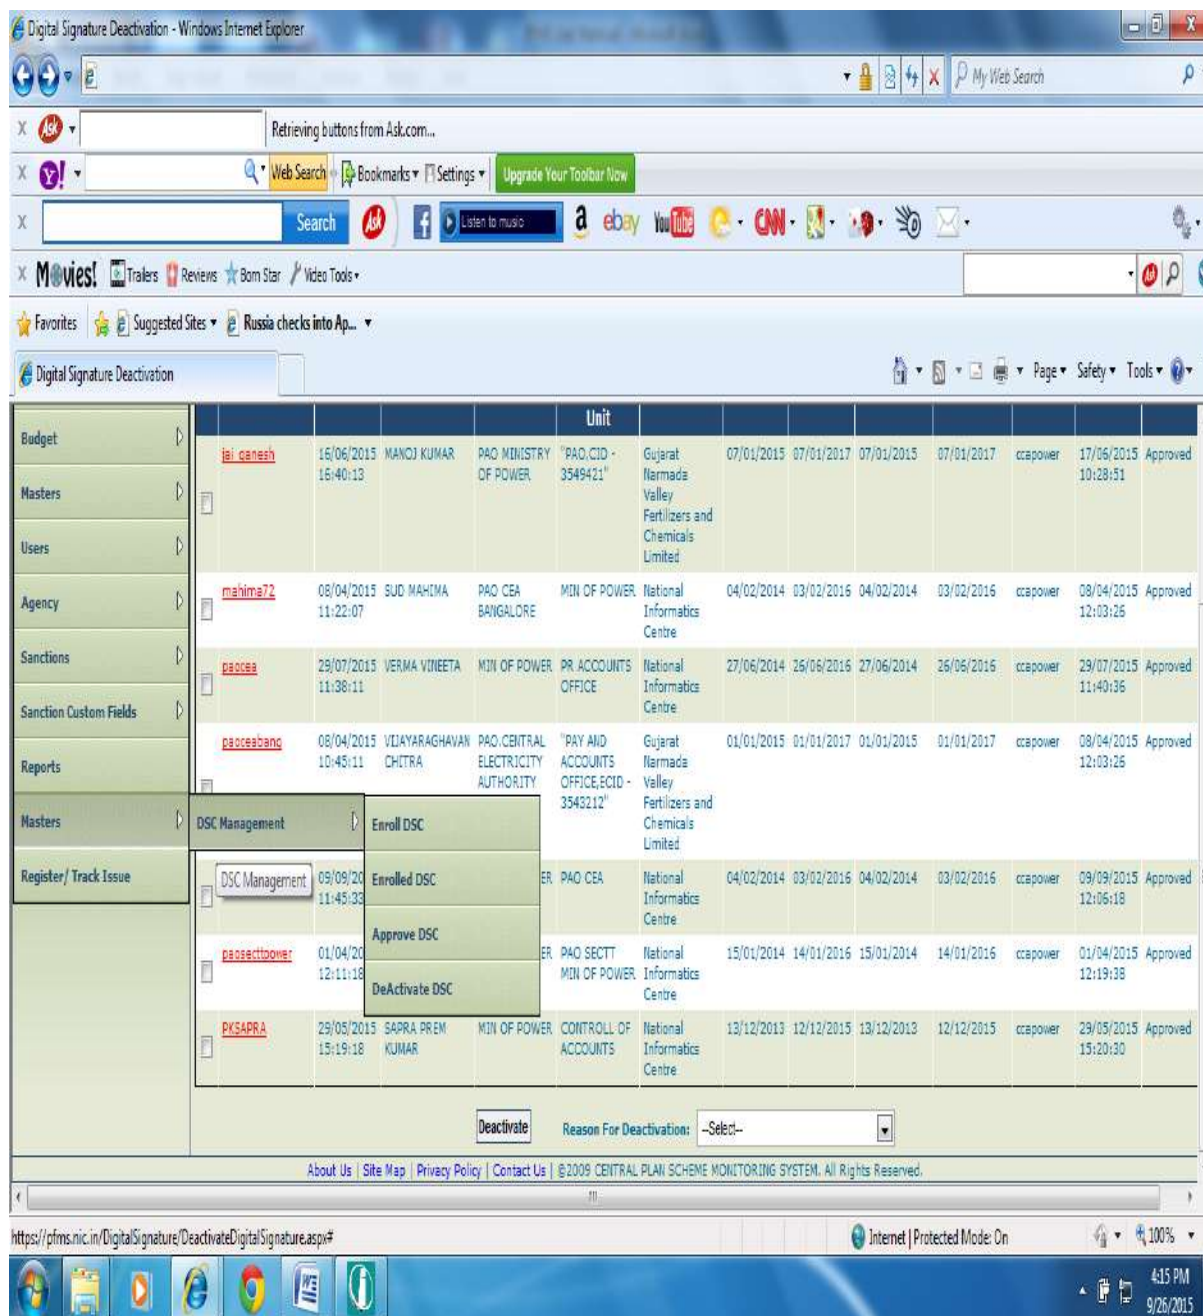 Digital Signature Deactivation - Windows Internet Explorer
My Web Search
X Ask Retrieving buttons from Ask.com...
X Y! Web Search Bookmarks Settings Upgrade Your Toolbar Now
X Search Ask f Listen to music a ebay YouTube CNN
X Movies! Trailers Reviews Born Star Video Tools
Favorites Suggested Sites Russia checks into Ap...
Digital Signature Deactivation
Page Safety Tools
Budget
Masters
Users
Agency
Sanctions
Sanction Custom Fields
Reports
Masters
Register/ Track Issue
DSC Management
DSC Management
Enroll DSC
Enrolled DSC
Approve DSC
DeActivate DSC
Unit
jai_ganesh 16/06/2015 MANOJ KUMAR PAO MINISTRY "PAO,CID - Gujarat 07/01/2015 07/01/2017 07/01/2015 07/01/2017 ccapower 17/06/2015 Approved
16:40:13 OF POWER 3549421" Narmada 10:28:51
Valley
Fertilizers and
Chemicals
Limited
mahima72 08/04/2015 SUD MAHIMA PAO CEA MIN OF POWER National 04/02/2014 03/02/2016 04/02/2014 03/02/2016 ccapower 08/04/2015 Approved
11:22:07 BANGALORE Informatics 12:03:26
Centre
paocea 29/07/2015 VERMA VINEETA MIN OF POWER PR ACCOUNTS National 27/06/2014 26/06/2016 27/06/2014 26/06/2016 ccapower 29/07/2015 Approved
11:38:11 OFFICE Informatics 11:40:36
Centre
paoceabang 08/04/2015 VIJAYARAGHAVAN PAO,CENTRAL "PAY AND Gujarat 01/01/2015 01/01/2017 01/01/2015 01/01/2017 ccapower 08/04/2015 Approved
10:45:11 CHITRA ELECTRICITY ACCOUNTS Narmada 12:03:26
AUTHORITY OFFICE,ECID - Valley
3543212" Fertilizers and
Chemicals
Limited
09/09/20 ER PAO CEA National 04/02/2014 03/02/2016 04/02/2014 03/02/2016 ccapower 09/09/2015 Approved
11:45:33 Informatics 12:06:18
Centre
paosecttpower 01/04/20 ER PAO SECTT National 15/01/2014 14/01/2016 15/01/2014 14/01/2016 ccapower 01/04/2015 Approved
12:11:18 MIN OF POWER Informatics 12:19:38
Centre
PKSAPRA 29/05/2015 SAPRA PREM MIN OF POWER CONTROLL OF National 13/12/2013 12/12/2015 13/12/2013 12/12/2015 ccapower 29/05/2015 Approved
15:19:18 KUMAR ACCOUNTS Informatics 15:20:30
Centre
Deactivate Reason For Deactivation: --Select--
About Us | Site Map | Privacy Policy | Contact Us | @2009 CENTRAL PLAN SCHEME MONITORING SYSTEM. All Rights Reserved.
https://pfms.nic.in/DigitalSignature/DeactivateDigitalSignature.aspx# Internet | Protected Mode: On 100%
4:15 PM
9/26/2015